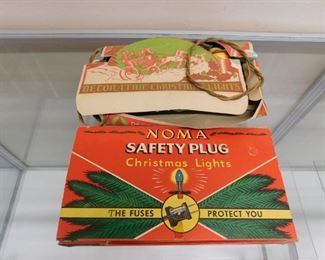 DECORATIVE CHRISTMAS LIGHTS
NOMA
SAFETY PLUG
Christmas Lights
THE FUSES PROTECT YOU